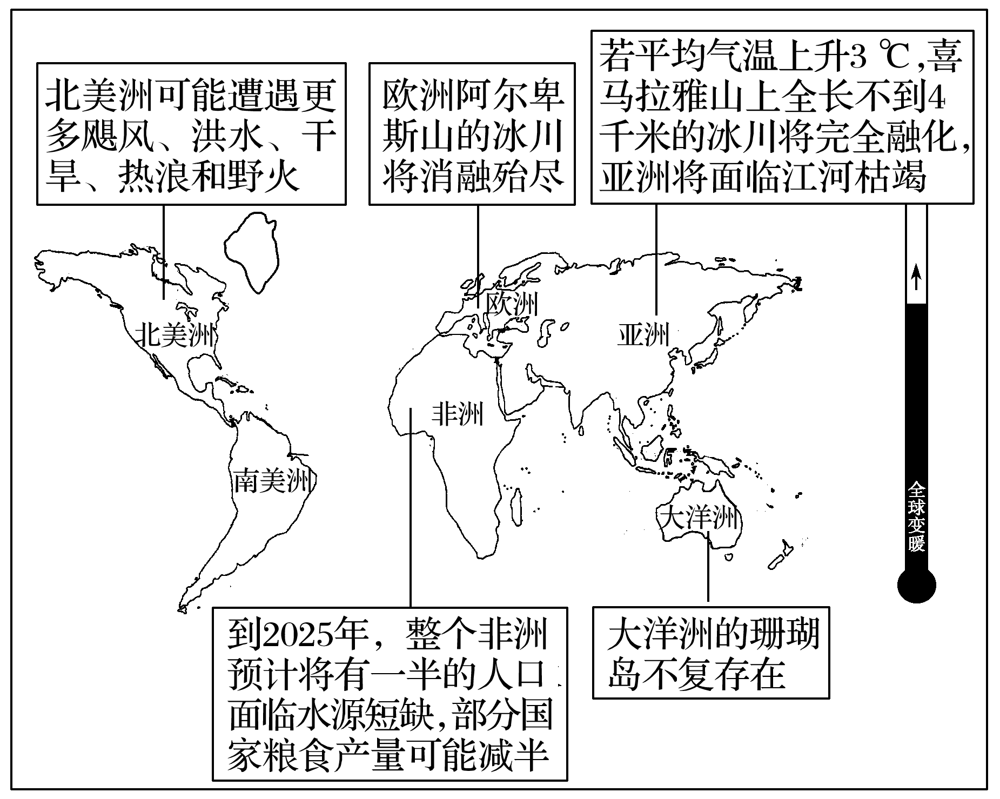 北美洲可能遭遇更
多飓风、洪水、干
旱、热浪和野火
欧洲阿尔卑
斯山的冰川
将消融殆尽
若平均气温上升3 ℃,喜
马拉雅山上全长不到4
千米的冰川将完全融化,
亚洲将面临江河枯竭
欧洲
北美洲
亚洲
非洲
南美洲
大洋洲
全球变暖
到2025年，整个非洲
预计将有一半的人口
面临水源短缺,部分国
家粮食产量可能减半
大洋洲的珊瑚
岛不复存在